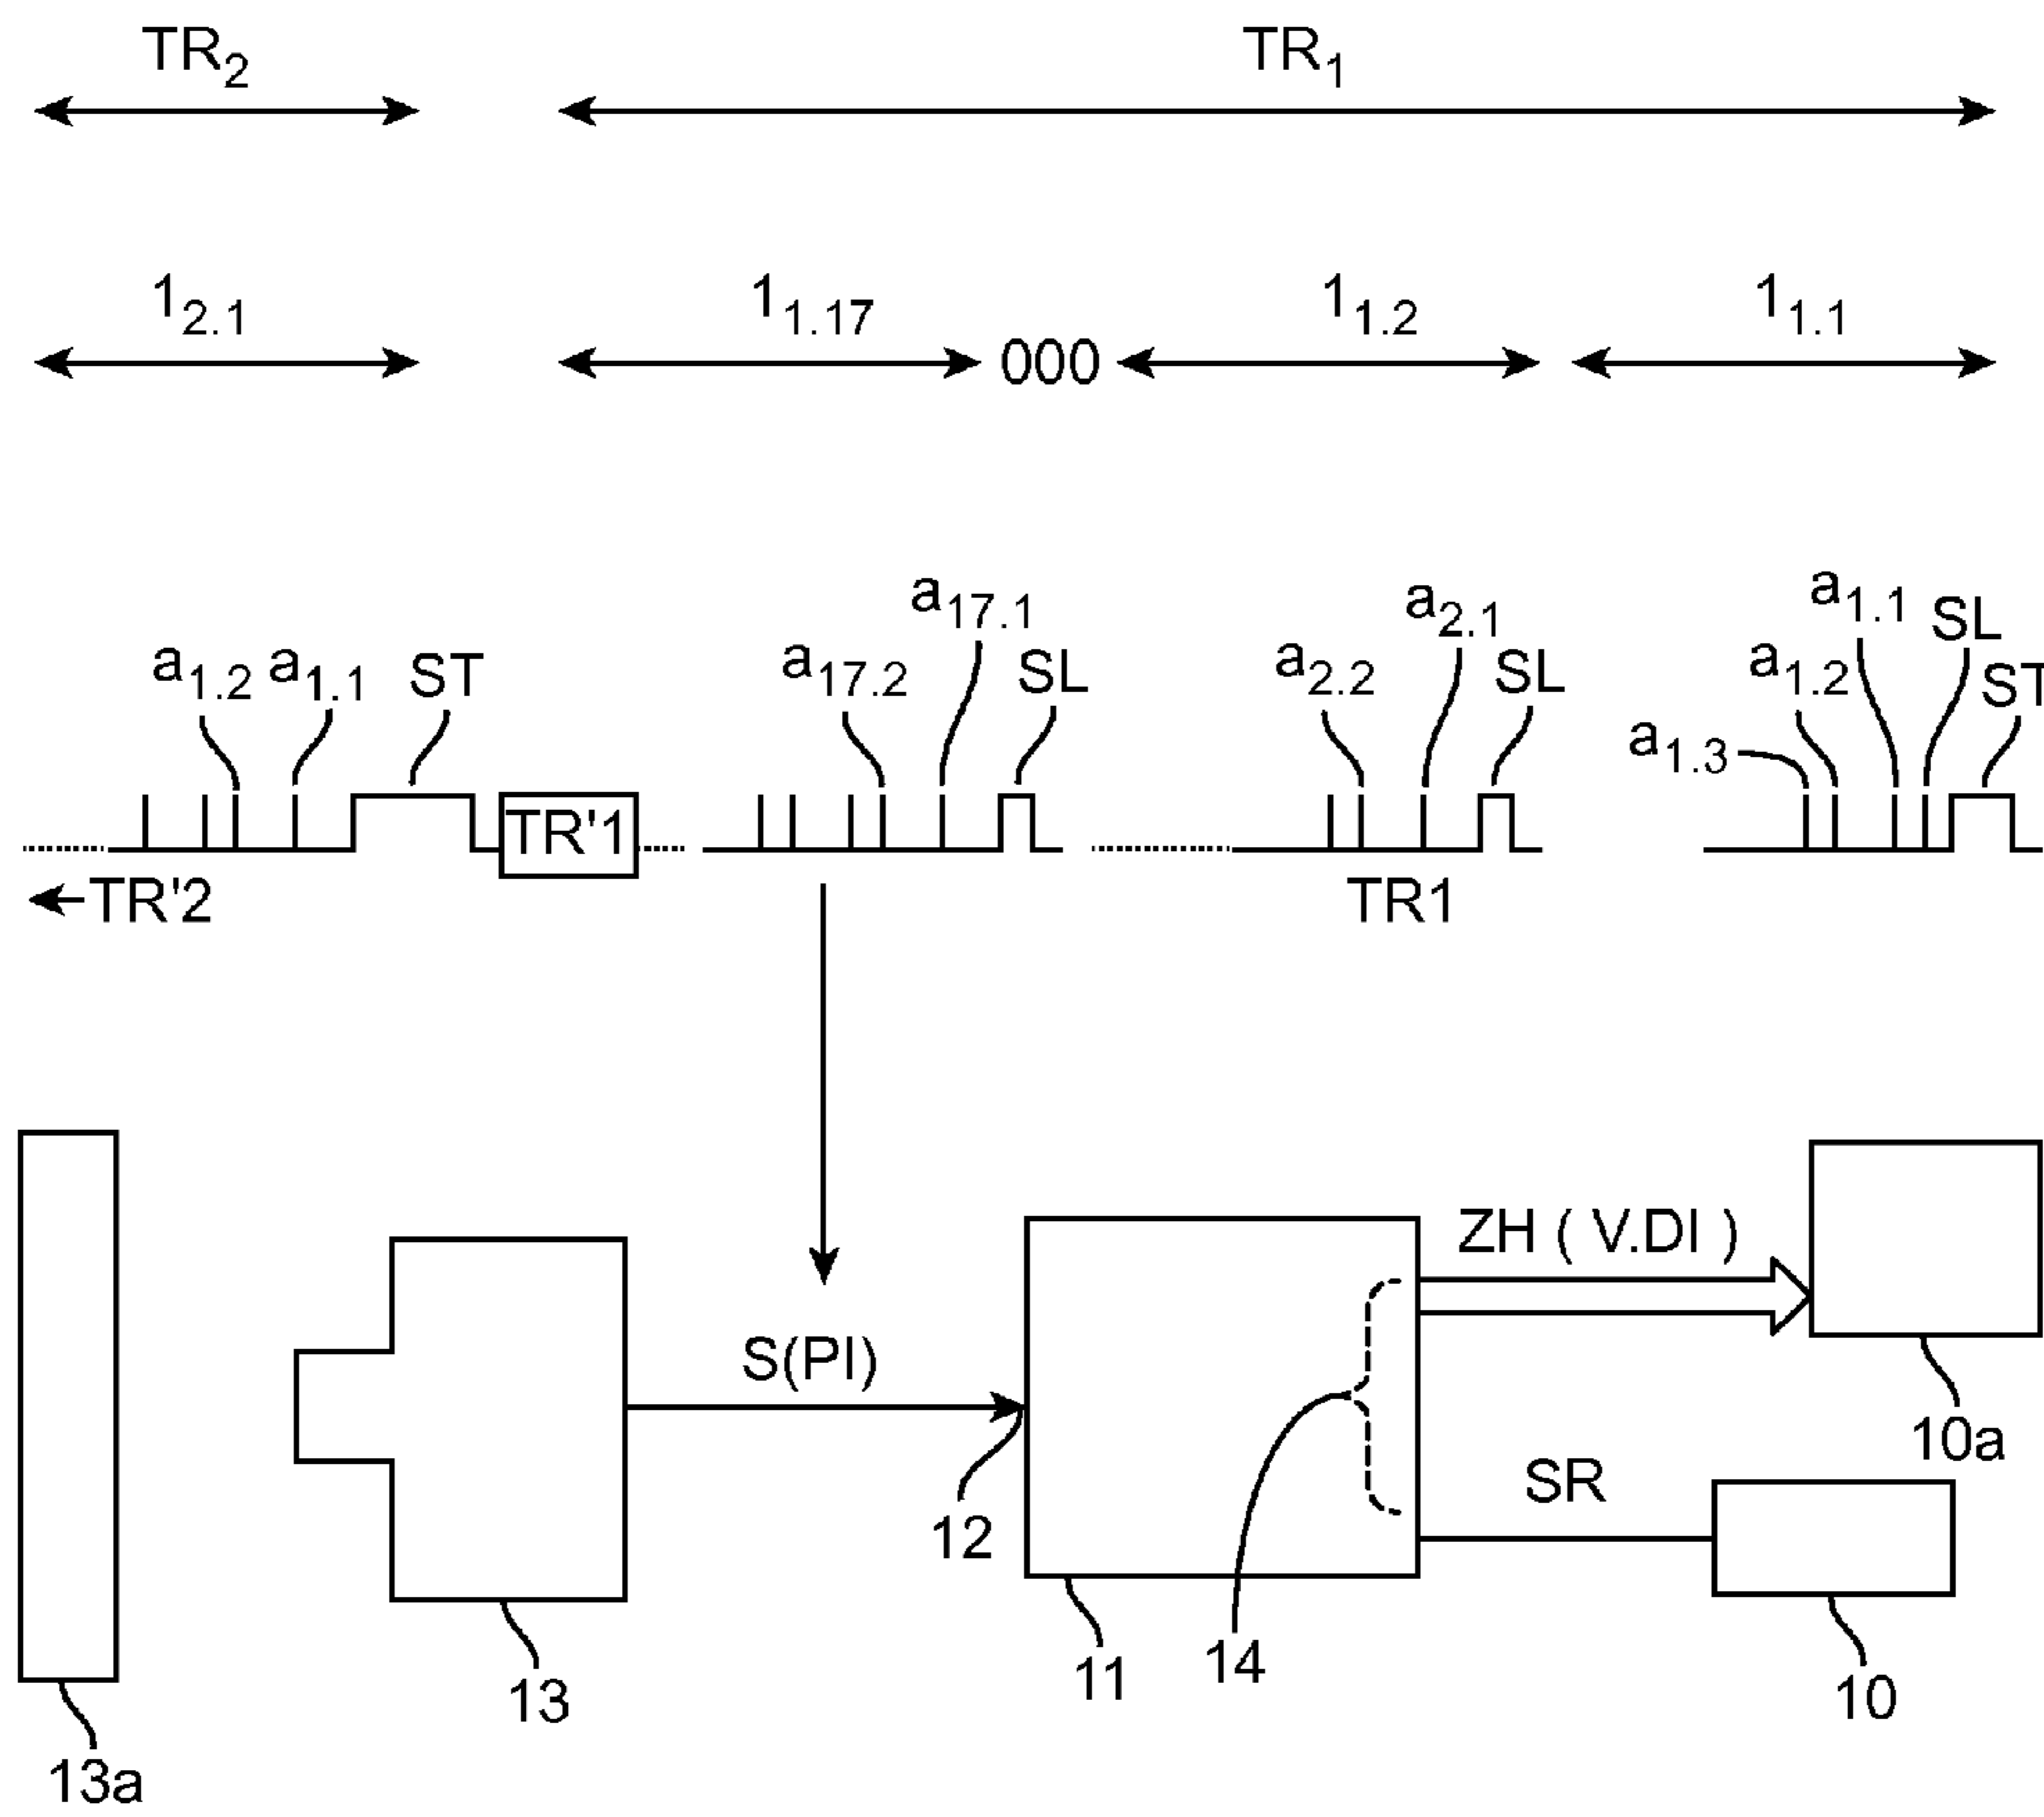 TR2 TR1
12.1 11.17 000 11.2 11.1
a1.2 a1.1 ST a17.2 a17.1 SL a2.2 a2.1 SL a1.3 a1.2 a1.1 SL ST
TR'1
TR'2 TR1
ZH ( V.DI )
S(PI)
10a
SR
12
14
11
13
10
13a